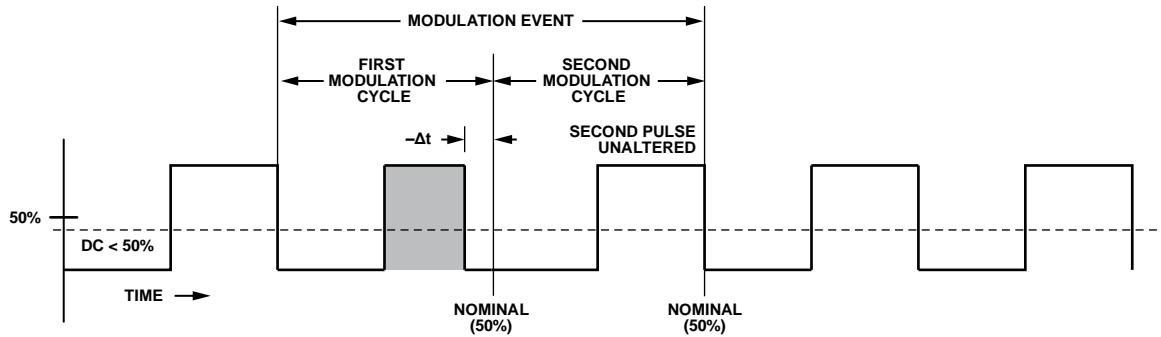 MODULATION EVENT
FIRST
MODULATION
CYCLE
SECOND
MODULATION
CYCLE
–Δt
SECOND PULSE
UNALTERED
50%
DC < 50%
TIME
NOMINAL
(50%)
NOMINAL
(50%)